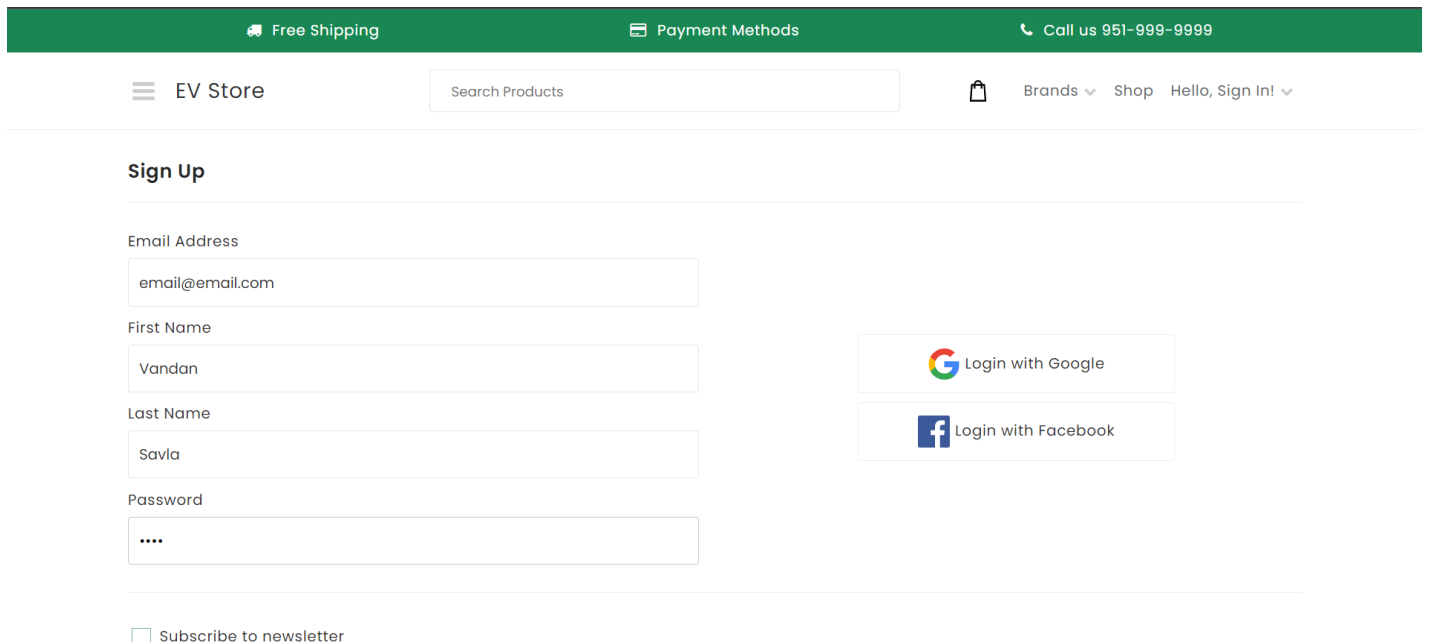 Free Shipping Payment Methods Call us 951-999-9999
EV Store Search Products Brands Shop Hello, Sign In!
Sign Up
Email Address
email@email.com
First Name
Vandan
Login with Google
Last Name
Login with Facebook
Savla
Password
••••
Subscribe to newsletter